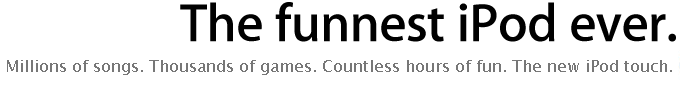 The funnest iPod ever.
Millions of songs. Thousands of games. Countless hours of fun. The new iPod touch.